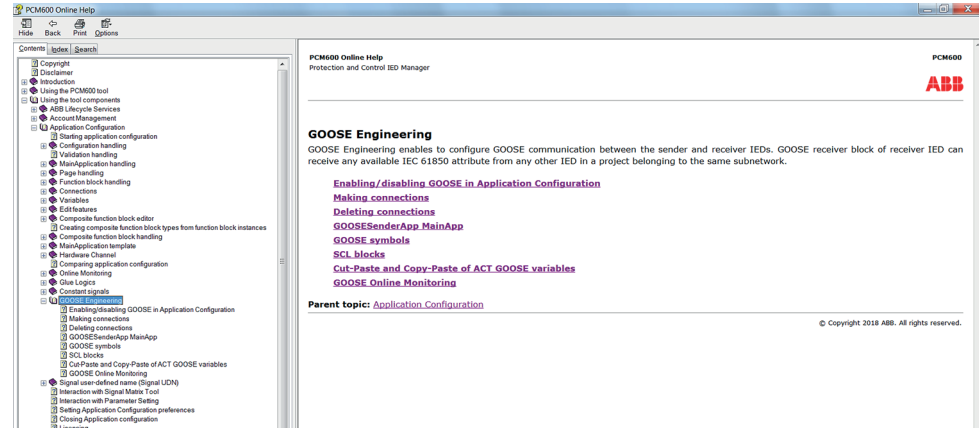 PCM600 Online Help
Hide Back Print Options
Contents Index Search
Copyright
Disclaimer
Introduction
Using the PCM600 tool
Using the tool components
ABB Lifecycle Services
Account Management
Application Configuration
Starting application configuration
Configuration handling
Validation handling
MainApplication handling
Page handling
Function block handling
Connections
Variables
Edit features
Composite function block editor
Creating composite function block types from function block instances
Composite function block handling
MainApplication template
Hardware Channel
Comparing application configuration
Online Monitoring
Glue Logics
Constant signals
GOOSE Engineering
Enabling/disabling GOOSE in Application Configuration
Making connections
Deleting connections
GOOSESenderApp MainApp
GOOSE symbols
SCL blocks
Cut-Paste and Copy-Paste of ACT GOOSE variables
GOOSE Online Monitoring
Signal user-defined name (Signal UDN)
Interaction with Signal Matrix Tool
Interaction with Parameter Setting
Setting Application Configuration preferences
Closing Application configuration
Licensing
PCM600 Online Help PCM600
Protection and Control IED Manager
ABB
GOOSE Engineering
GOOSE Engineering enables to configure GOOSE communication between the sender and receiver IEDs. GOOSE receiver block of receiver IED can
receive any available IEC 61850 attribute from any other IED in a project belonging to the same subnetwork.
Enabling/disabling GOOSE in Application Configuration
Making connections
Deleting connections
GOOSESenderApp MainApp
GOOSE symbols
SCL blocks
Cut-Paste and Copy-Paste of ACT GOOSE variables
GOOSE Online Monitoring
Parent topic: Application Configuration
© Copyright 2018 ABB. All rights reserved.